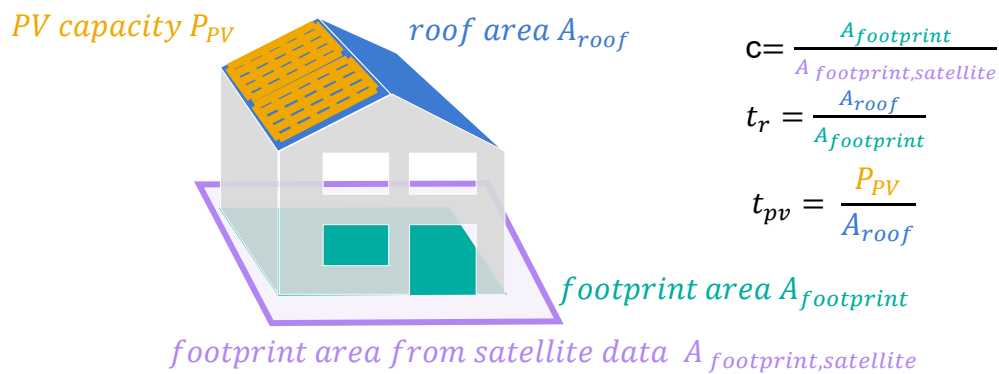 PV capacity P_PV
roof area A_roof
c= A_footprint / A_footprint,satellite
t_r = A_roof / A_footprint
t_pv = P_PV / A_roof
footprint area A_footprint
footprint area from satellite data A_footprint,satellite